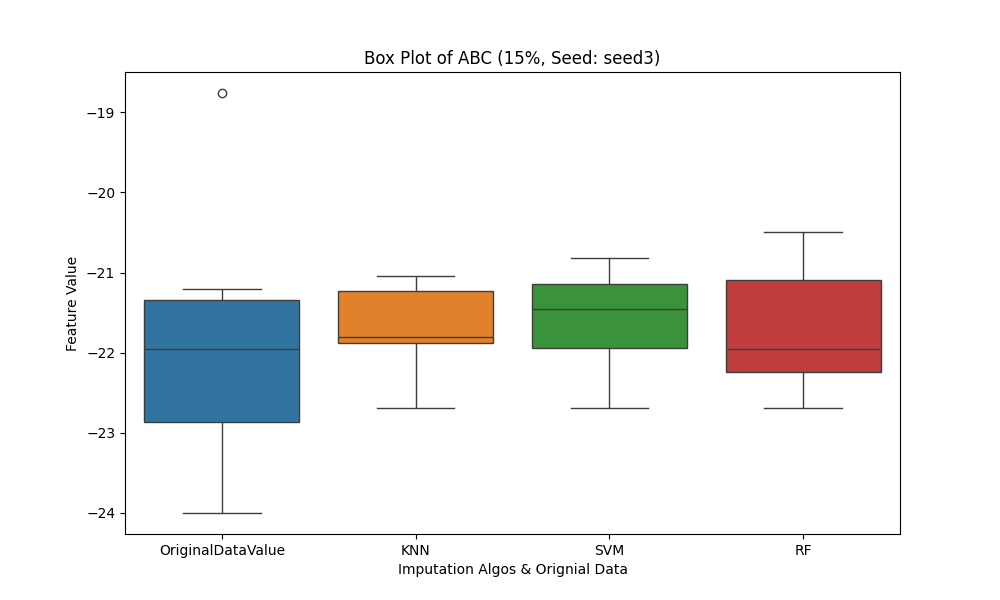 Box Plot of ABC (15%, Seed: seed3)
Feature Value
−19
−20
−21
−22
−23
−24
OriginalDataValue KNN SVM RF
Imputation Algos & Orignial Data